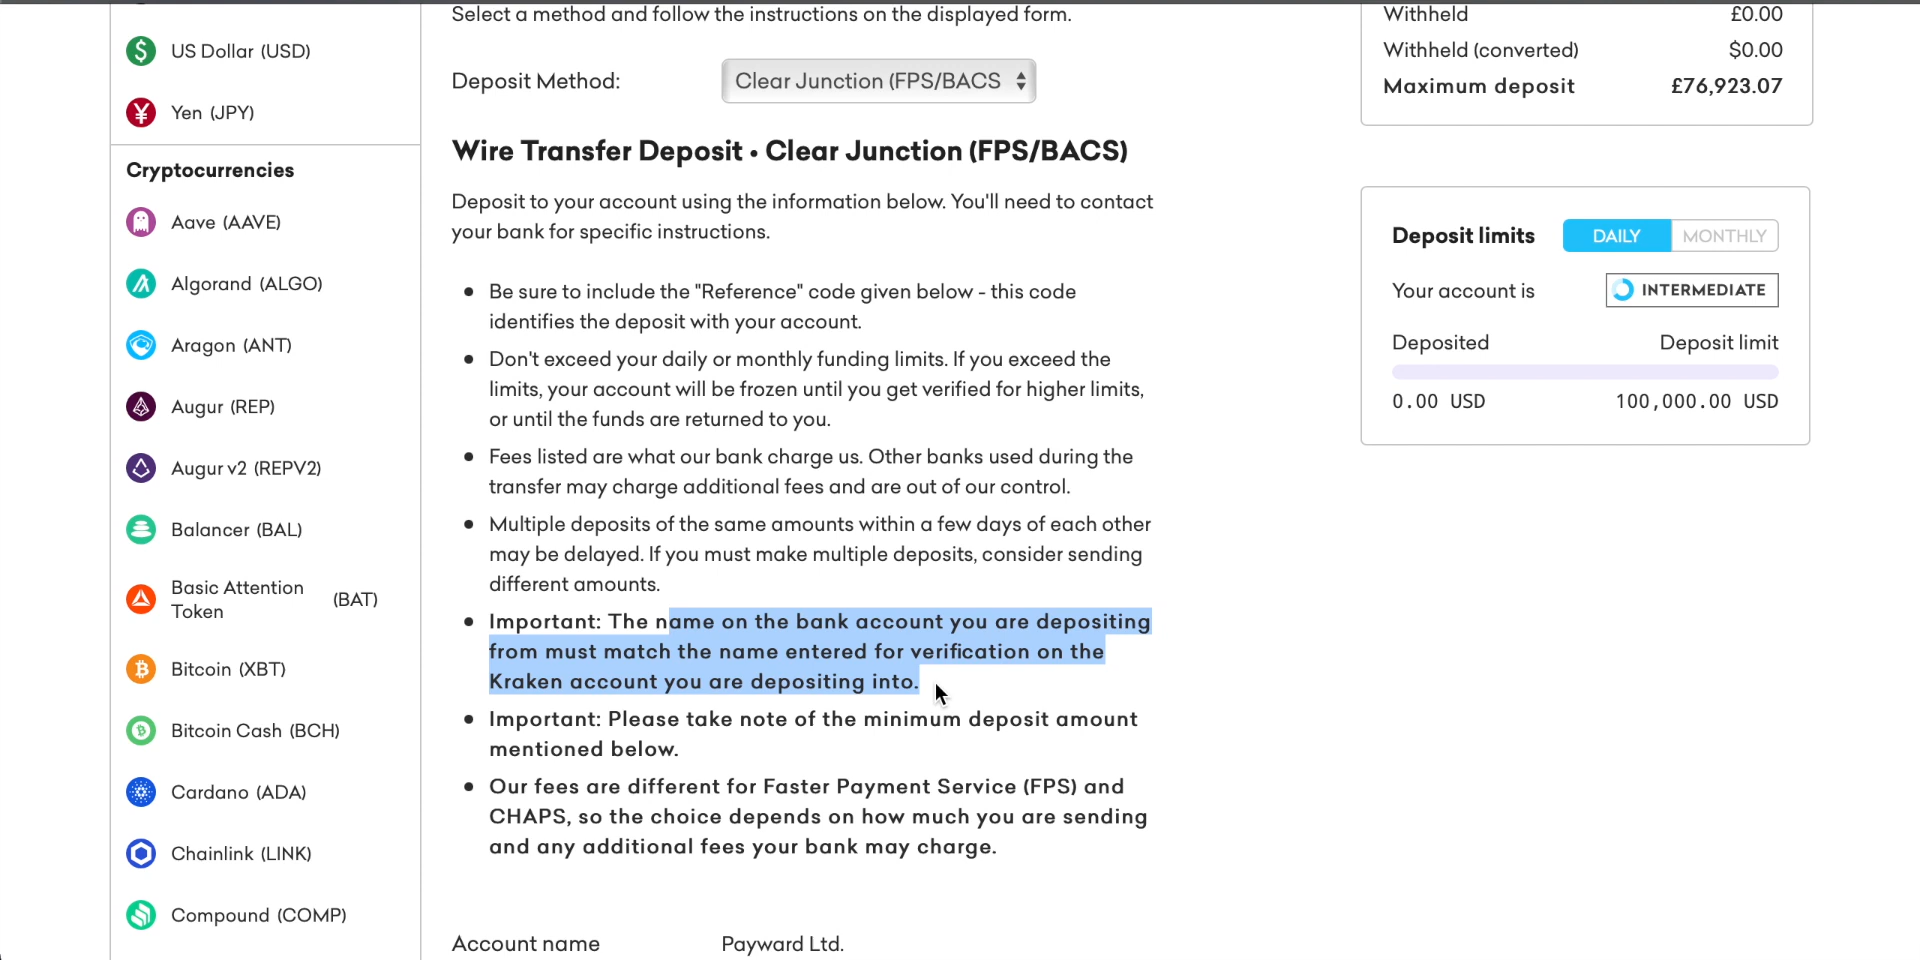 US Dollar (USD)
Yen (JPY)
Cryptocurrencies
Aave (AAVE)
Algorand (ALGO)
Aragon (ANT)
Augur (REP)
Augur v2 (REPV2)
Balancer (BAL)
Basic Attention
Token (BAT)
Bitcoin (XBT)
Bitcoin Cash (BCH)
Cardano (ADA)
Chainlink (LINK)
Compound (COMP)
Select a method and follow the instructions on the displayed form.
Deposit Method: Clear Junction (FPS/BACS
Wire Transfer Deposit • Clear Junction (FPS/BACS)
Deposit to your account using the information below. You'll need to contact
your bank for specific instructions.
• Be sure to include the "Reference" code given below - this code
identifies the deposit with your account.
• Don't exceed your daily or monthly funding limits. If you exceed the
limits, your account will be frozen until you get verified for higher limits,
or until the funds are returned to you.
• Fees listed are what our bank charge us. Other banks used during the
transfer may charge additional fees and are out of our control.
• Multiple deposits of the same amounts within a few days of each other
may be delayed. If you must make multiple deposits, consider sending
different amounts.
• Important: The name on the bank account you are depositing
from must match the name entered for verification on the
Kraken account you are depositing into.
• Important: Please take note of the minimum deposit amount
mentioned below.
• Our fees are different for Faster Payment Service (FPS) and
CHAPS, so the choice depends on how much you are sending
and any additional fees your bank may charge.
Account name Payward Ltd.
Withheld £0.00
Withheld (converted) $0.00
Maximum deposit £76,923.07
Deposit limits DAILY MONTHLY
Your account is INTERMEDIATE
Deposited Deposit limit
0.00 USD 100,000.00 USD